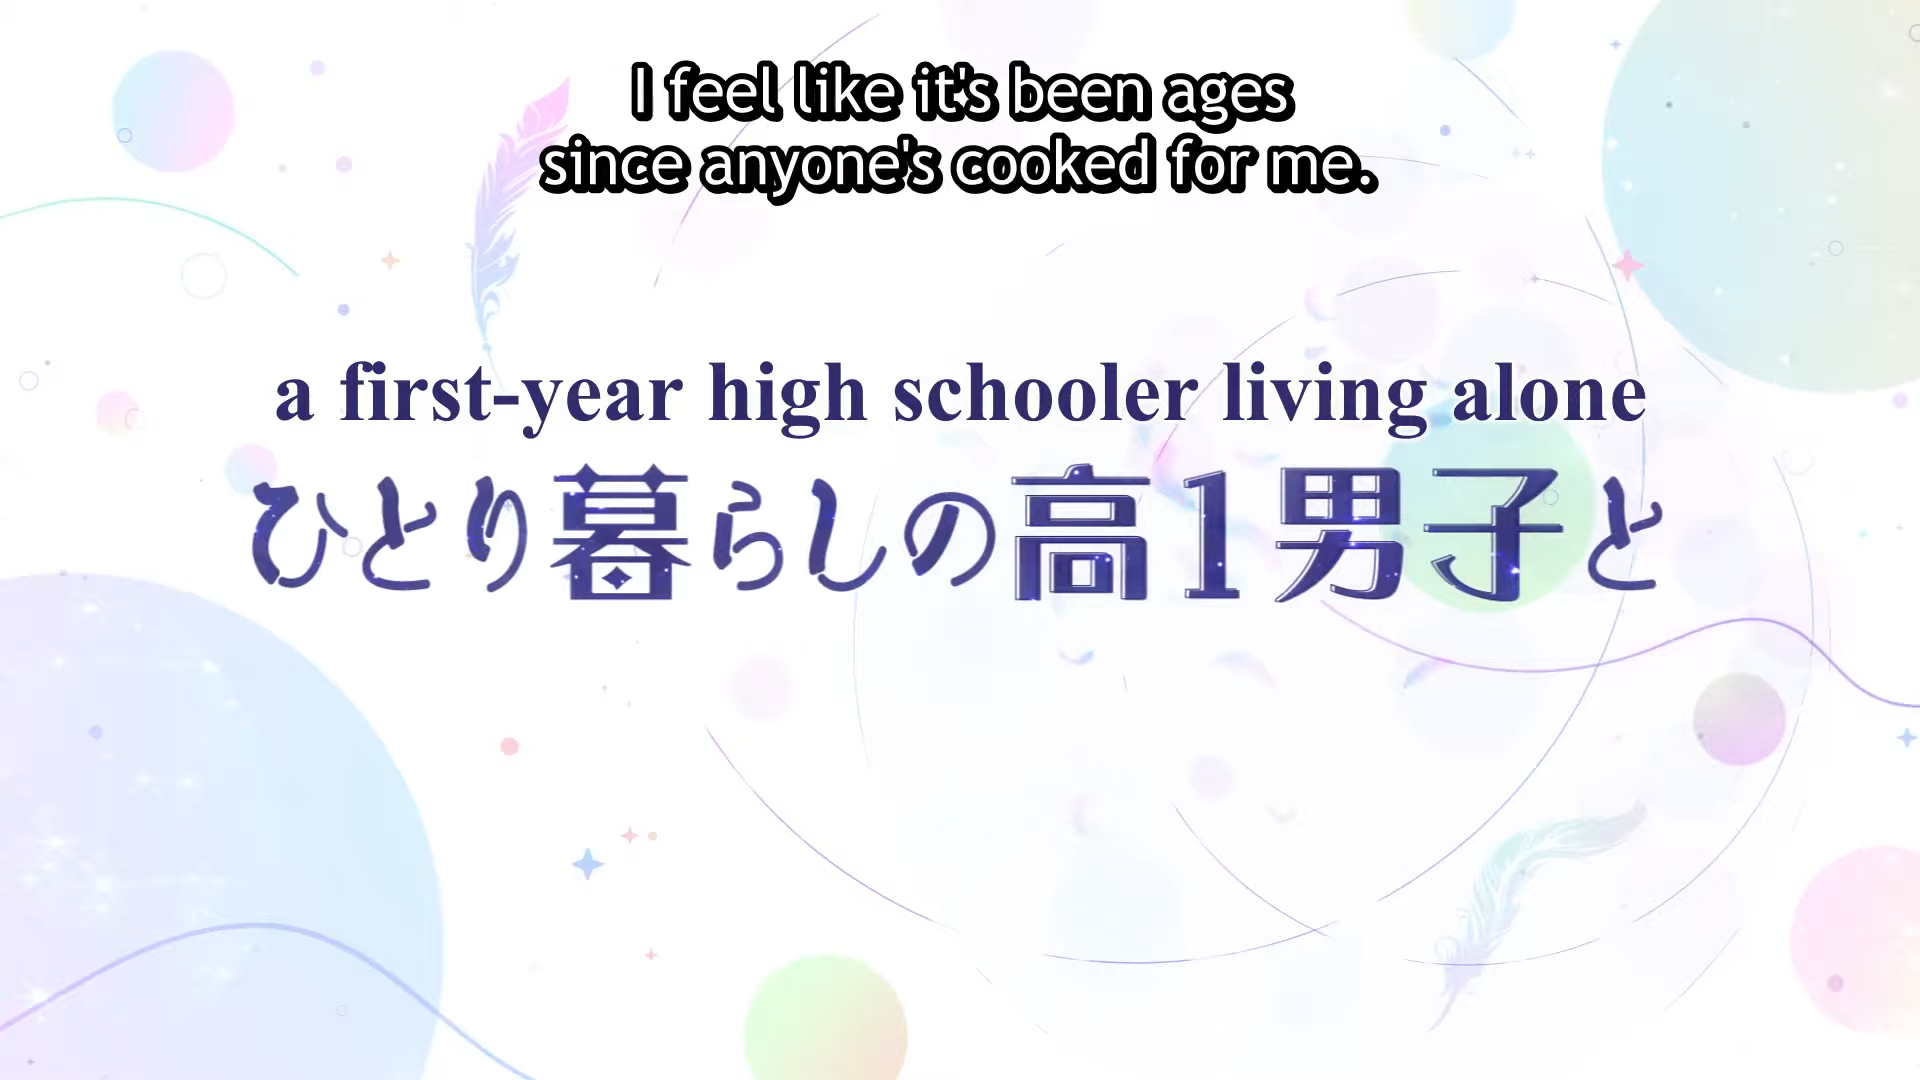 I feel like it's been ages
since anyone's cooked for me.
a first-year high schooler living alone
ひとり暮らしの高1男子と